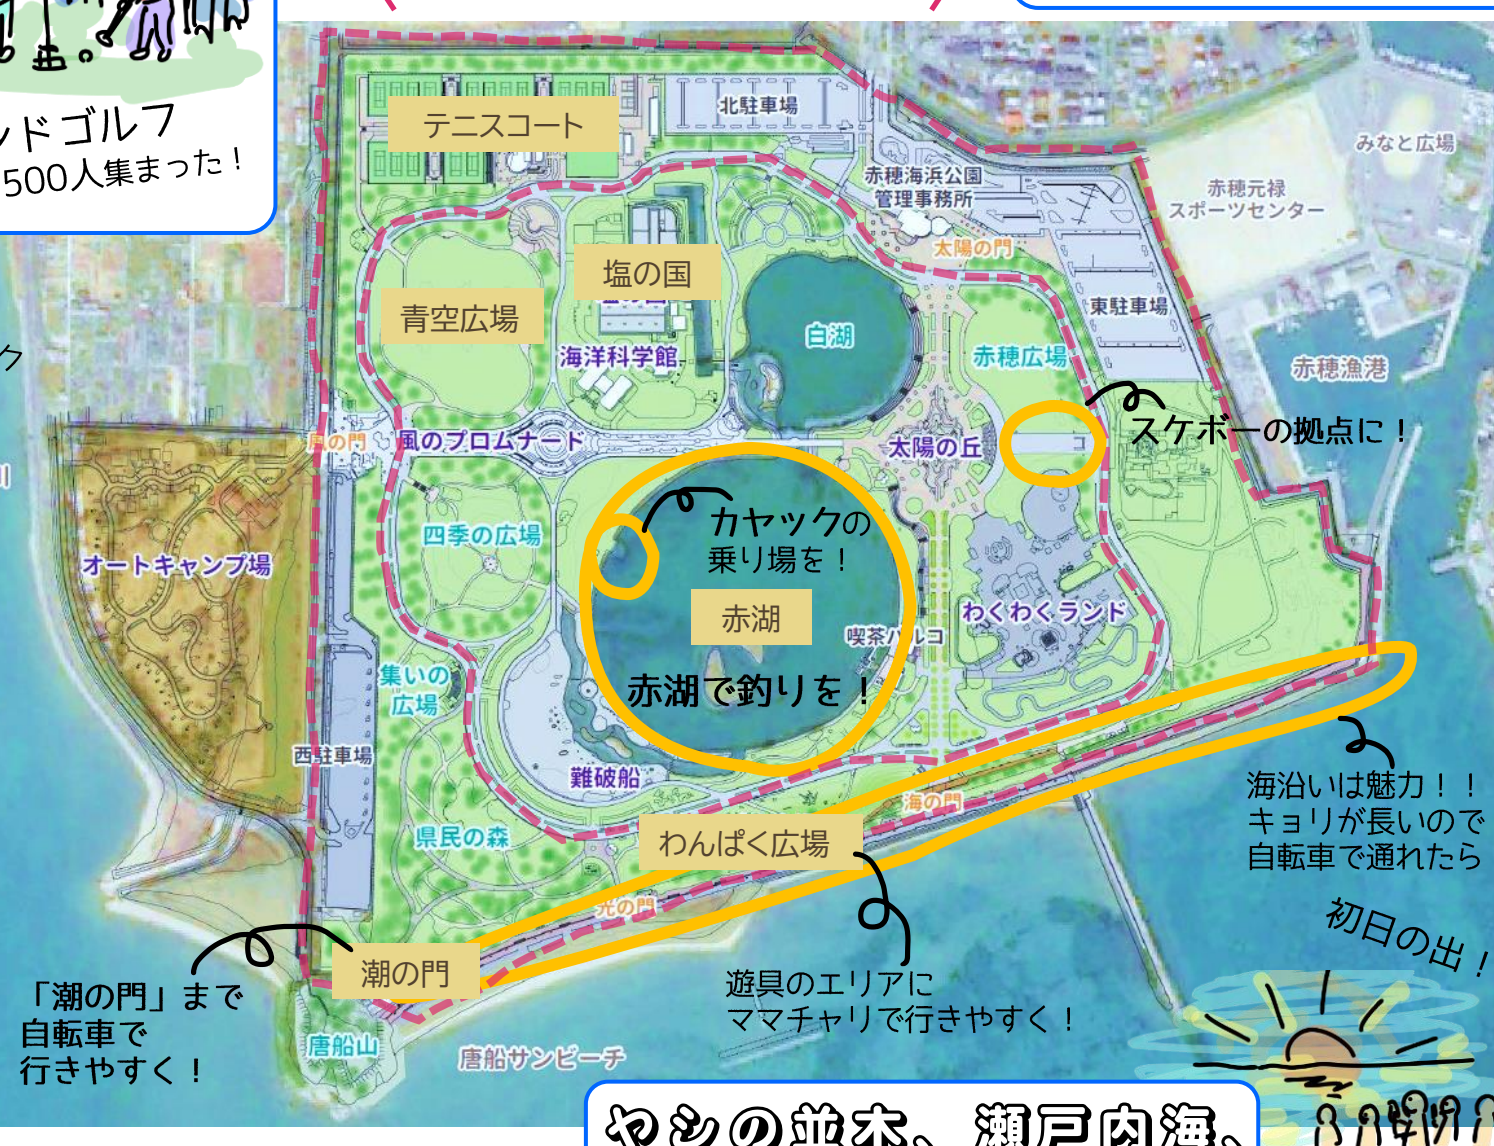 ンドゴルフ
500人集まった！
ク
テニスコート
北駐車場
みなと広場
赤穂海浜公園
管理事務所
赤穂元禄
スポーツセンター
太陽の門
塩の国
青空広場
東駐車場
白湖
海洋科学館
赤穂広場
赤穂漁港
スケボーの拠点に！
風の門
風のプロムナード
太陽の丘
川
カヤックの
乗り場を！
四季の広場
オートキャンプ場
赤湖
わくわくランド
喫茶パルコ
集いの
広場
赤湖で釣りを！
西駐車場
難破船
海の門
海沿いは魅力！！
キョリが長いので
自転車で通れたら
県民の森
わんぱく広場
光の門
初日の出！
潮の門
「潮の門」まで
自転車で
行きやすく！
遊具のエリアに
ママチャリで行きやすく！
唐船山
唐船サンビーチ
ヤシの並木、瀬戸内海、